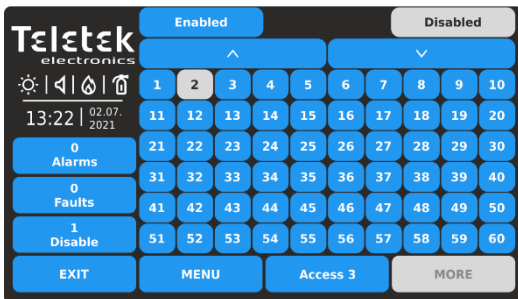 Teletek
electronics
13:22 02.07.
2021
0
Alarms
0
Faults
1
Disable
EXIT
Enabled Disabled
1 2 3 4 5 6 7 8 9 10
11 12 13 14 15 16 17 18 19 20
21 22 23 24 25 26 27 28 29 30
31 32 33 34 35 36 37 38 39 40
41 42 43 44 45 46 47 48 49 50
51 52 53 54 55 56 57 58 59 60
MENU Access 3 MORE